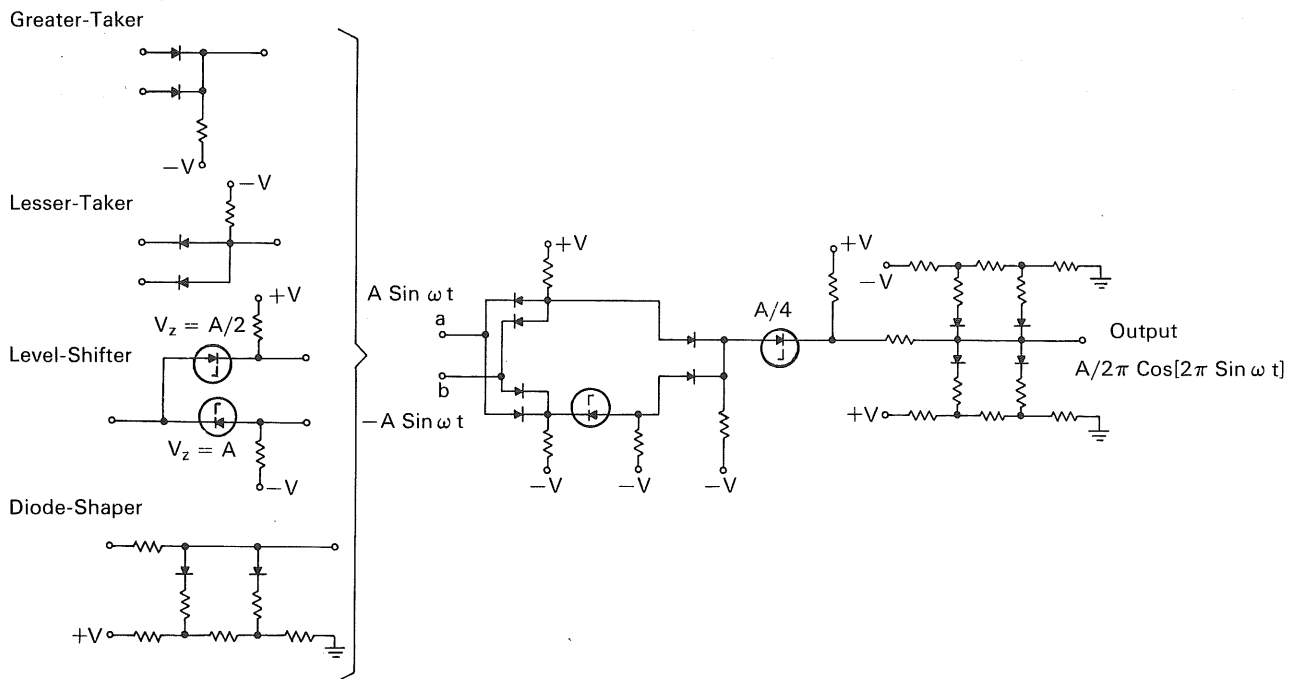 Greater-Taker
−V
Lesser-Taker
−V
Level-Shifter
+V
Vz = A/2
Vz = A
−V
Diode-Shaper
+V
A Sin ω t
a
b
−A Sin ω t
+V
−V
−V
−V
A/4
+V
−V
+V
Output
A/2π Cos[2π Sin ω t]